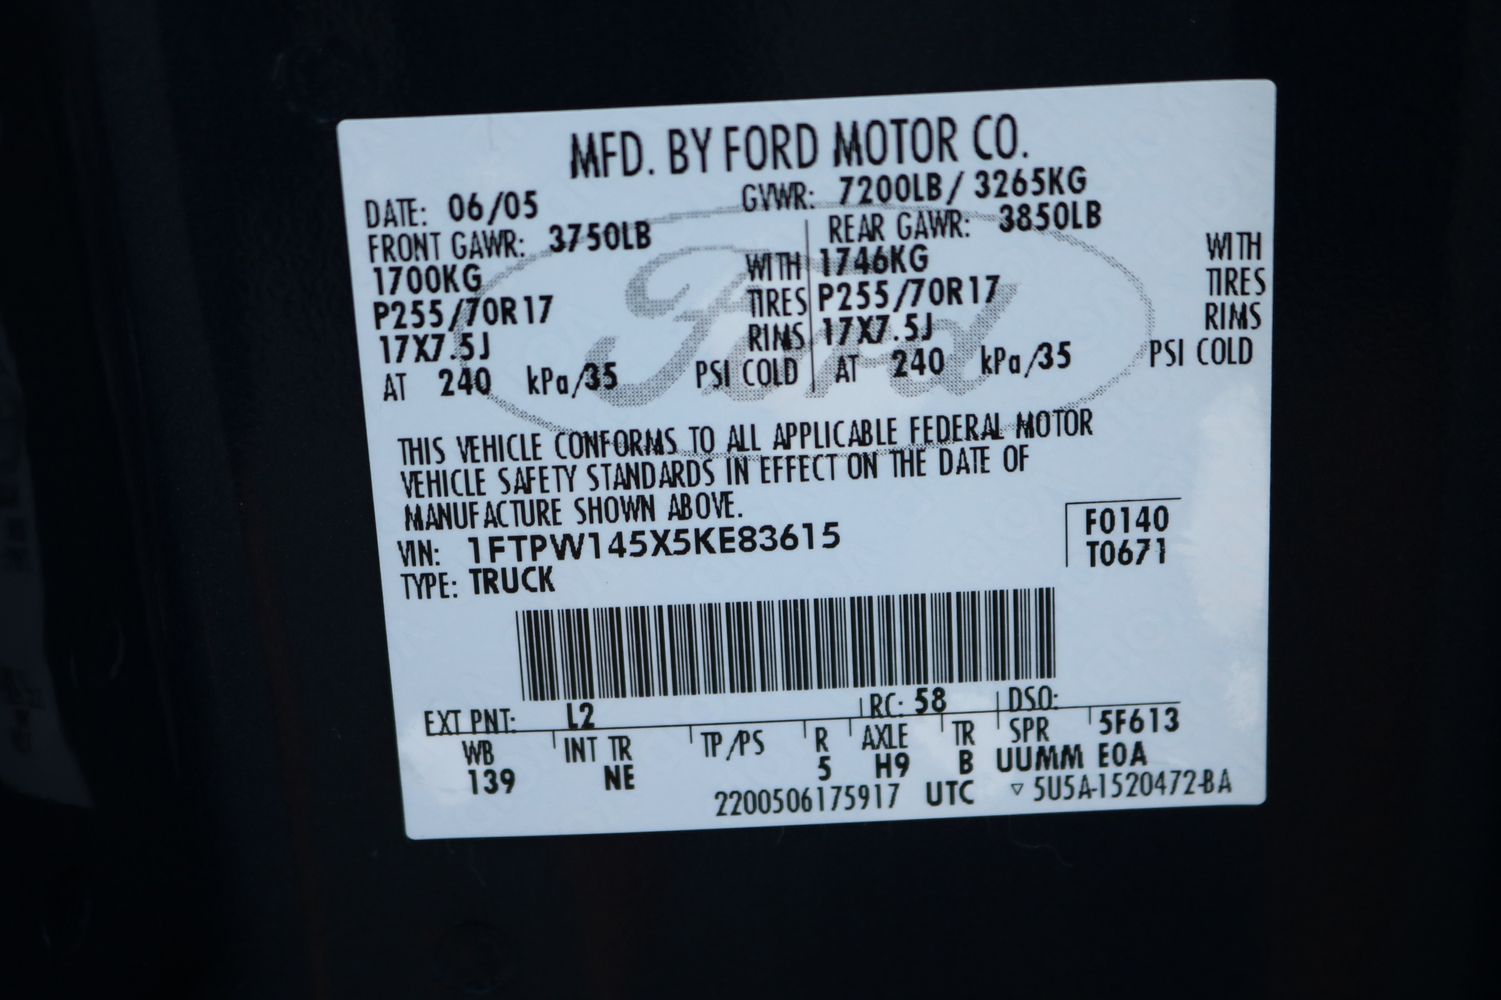 MFD. BY FORD MOTOR CO.
DATE: 06/05 GVWR: 7200LB/ 3265KG
FRONT GAWR: 3750LB REAR GAWR: 3850LB
1700KG WITH 1746KG WITH
P255/70R17 TIRES P255/70R17 TIRES
17X7.5J RIMS 17X7.5J RIMS
AT 240 kPa/35 PSI COLD AT 240 kPa/35 PSI COLD
Ford
THIS VEHICLE CONFORMS TO ALL APPLICABLE FEDERAL MOTOR
VEHICLE SAFETY STANDARDS IN EFFECT ON THE DATE OF
MANUFACTURE SHOWN ABOVE.
VIN: 1FTPW145X5KE83615 F0140
TYPE: TRUCK T0671
EXT PNT: L2 RC: 58 DSO:
WB INT TR TP/PS R AXLE TR SPR 5F613
139 NE 5 H9 B UUMM EOA
2200506175917 UTC ▽ 5U5A-1520472-BA